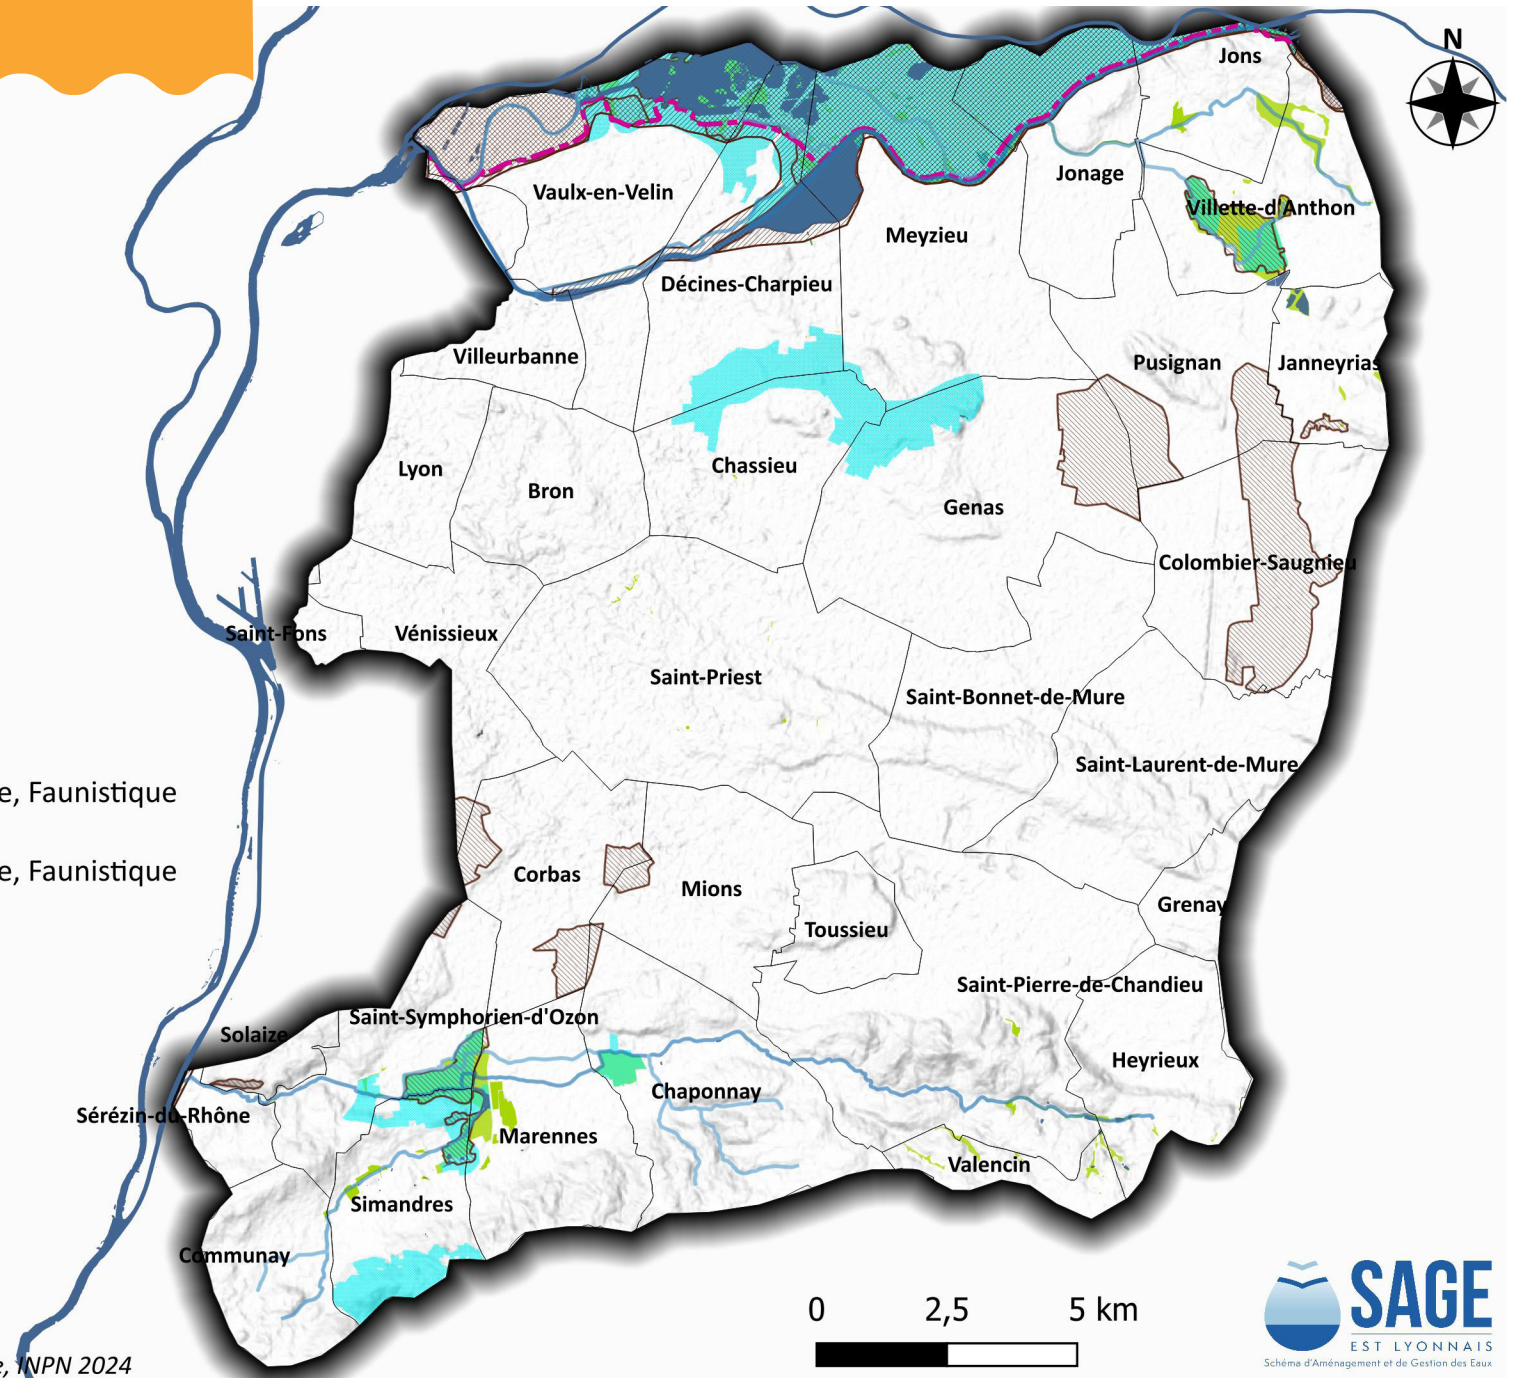 N
Jons
Jonage
Vaulx-en-Velin
Villette-d'Anthon
Meyzieu
Décines-Charpieu
Villeurbanne
Pusignan
Janneyrias
Lyon
Chassieu
Bron
Genas
Colombier-Saugnieu
Saint-Fons
Vénissieux
Saint-Priest
Saint-Bonnet-de-Mure
Saint-Laurent-de-Mure
e, Faunistique
e, Faunistique
Corbas
Mions
Grenay
Toussieu
Saint-Pierre-de-Chandieu
Saint-Symphorien-d'Ozon
Solaize
Heyrieux
Chaponnay
Sérézin-du-Rhône
Marennes
Valencin
Simandres
Communay
0 2,5 5 km
SAGE
EST LYONNAIS
Schéma d'Aménagement et de Gestion des Eaux
e, INPN 2024